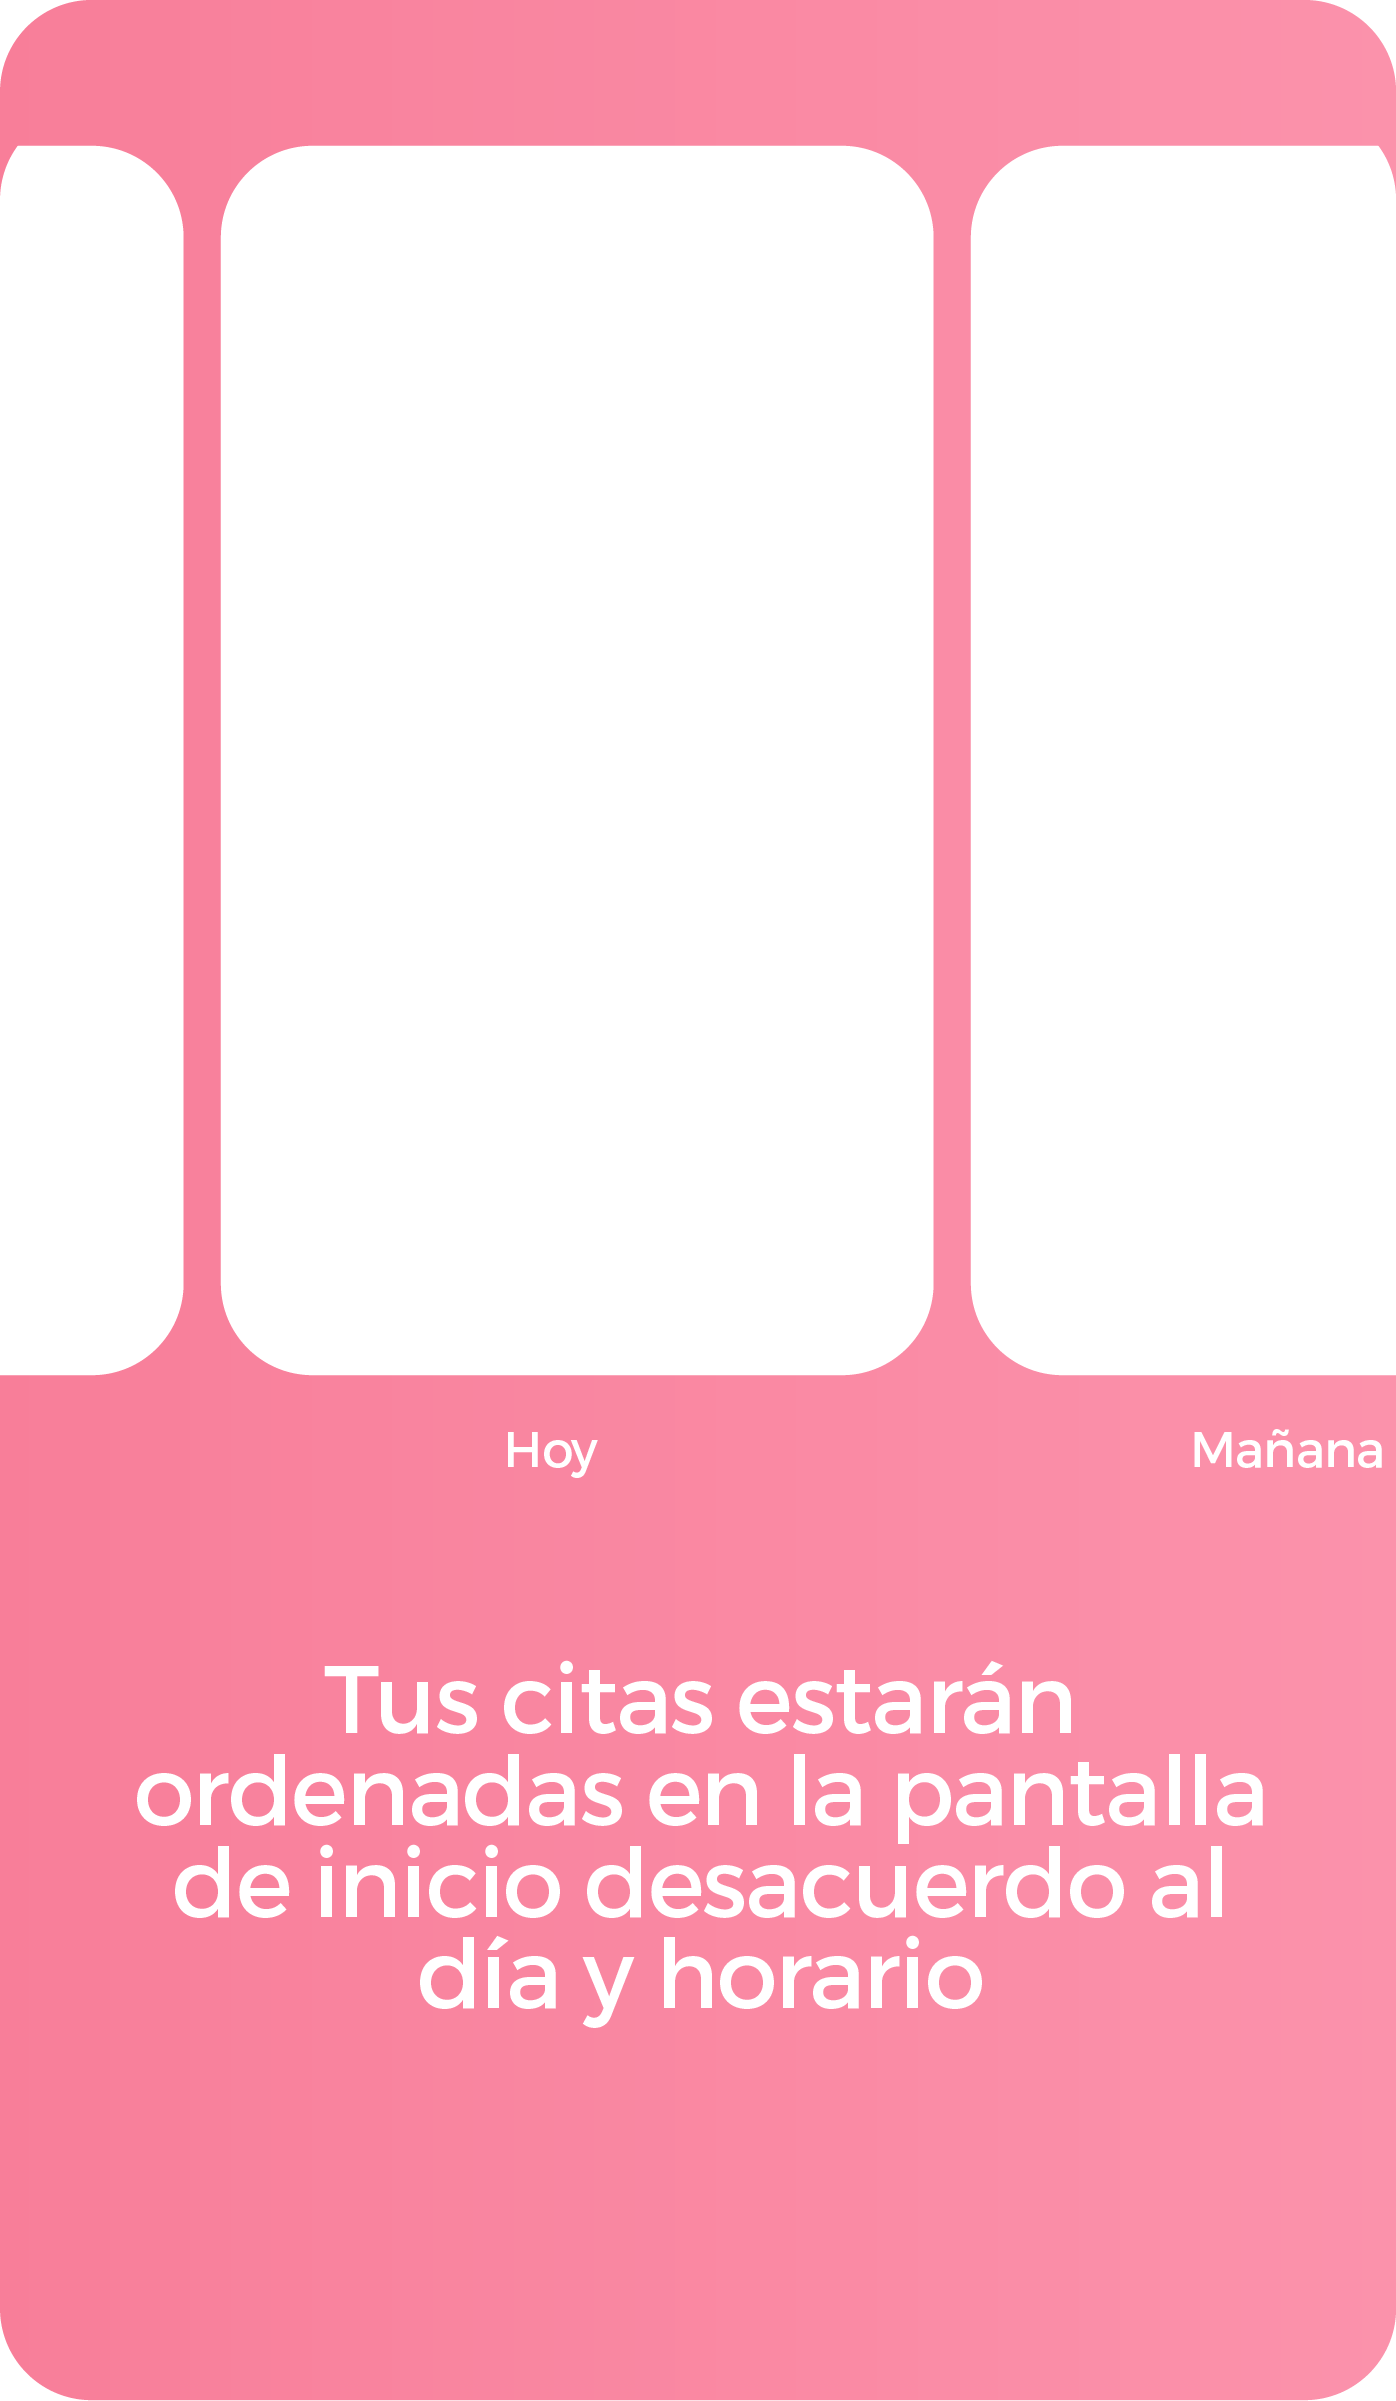 Hoy
Mañana
Tus citas estarán
ordenadas en la pantalla
de inicio desacuerdo al
día y horario